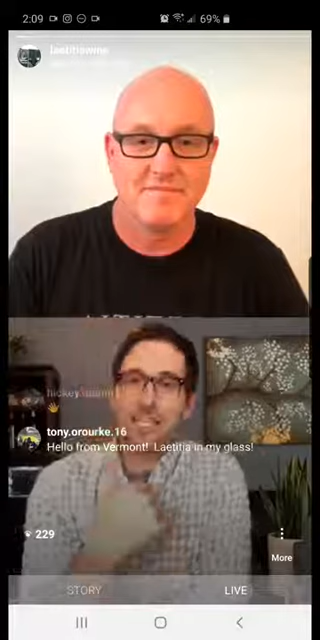 2:09
69%
laetitiawine
tony.orourke.16
Hello from Vermont! Laetitia in my glass!
229
More
STORY
LIVE